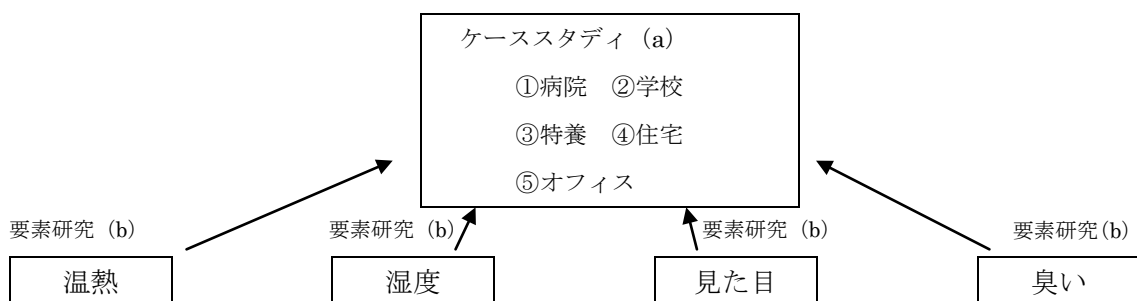 ケーススタディ (a)
①病院 ②学校
③特養 ④住宅
⑤オフィス
要素研究 (b) 要素研究 (b) 要素研究 (b) 要素研究(b)
温熱 湿度 見た目 臭い